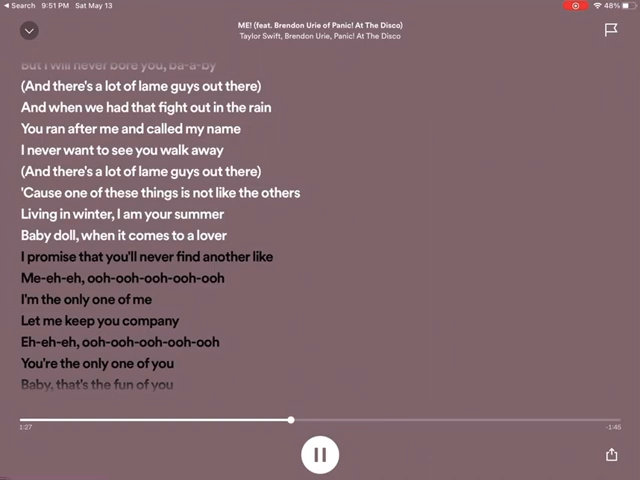 Search 9:51 PM Sat May 13 48%
ME! (feat. Brendon Urie of Panic! At The Disco)
Taylor Swift, Brendon Urie, Panic! At The Disco
But I will never bore you, ba-a-by
(And there's a lot of lame guys out there)
And when we had that fight out in the rain
You ran after me and called my name
I never want to see you walk away
(And there's a lot of lame guys out there)
'Cause one of these things is not like the others
Living in winter, I am your summer
Baby doll, when it comes to a lover
I promise that you'll never find another like
Me-eh-eh, ooh-ooh-ooh-ooh-ooh
I'm the only one of me
Let me keep you company
Eh-eh-eh, ooh-ooh-ooh-ooh-ooh
You're the only one of you
Baby, that's the fun of you
1:27 -1:45